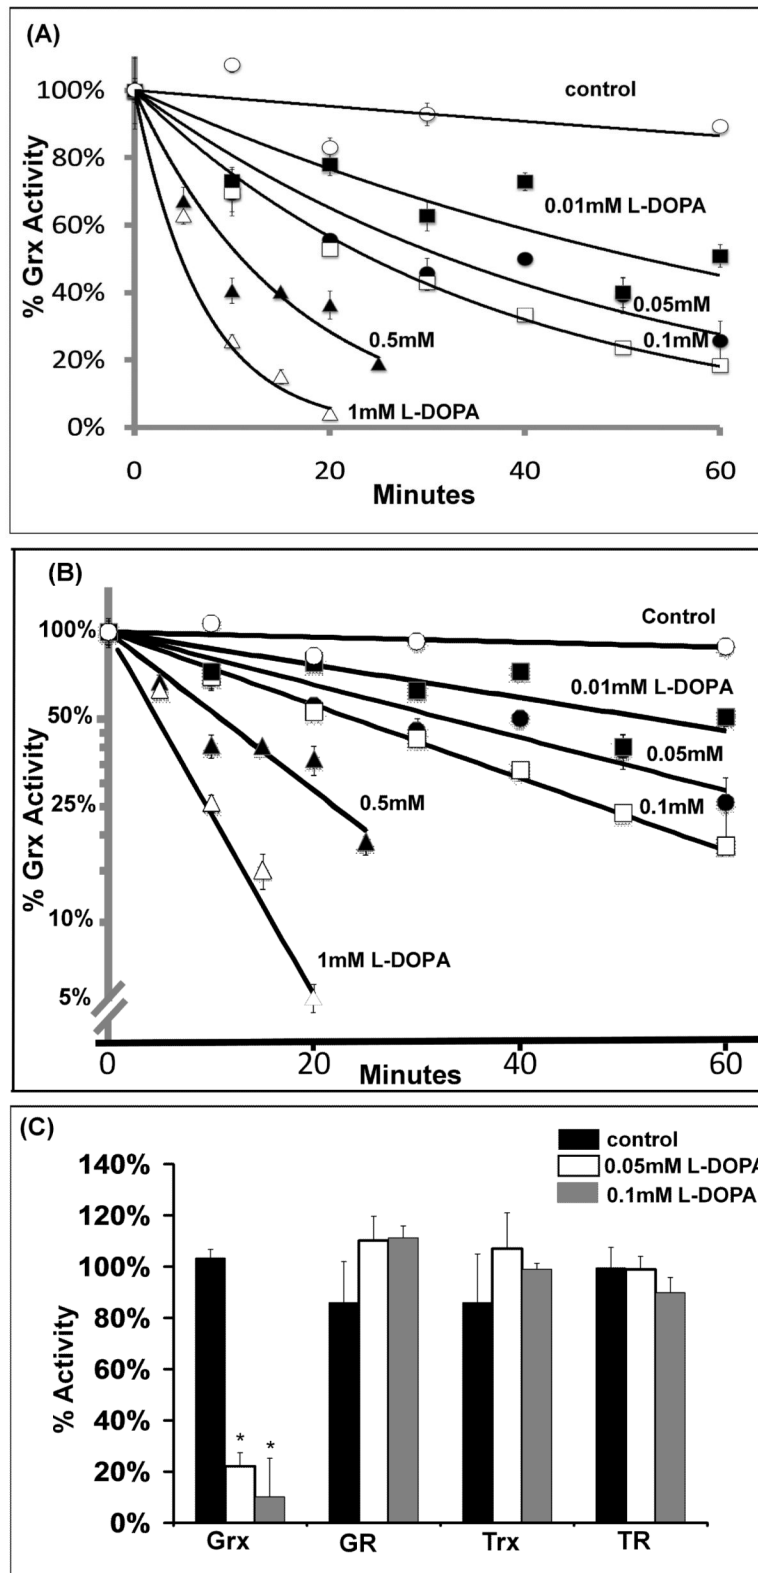 (A)
100%
80%
60%
40%
20%
0%
% Grx Activity
control
0.01mM L-DOPA
0.05mM
0.1mM
0.5mM
1mM L-DOPA
0 20 40 60
Minutes
(B)
100%
50%
25%
10%
5%
% Grx Activity
Control
0.01mM L-DOPA
0.05mM
0.1mM
0.5mM
1mM L-DOPA
0 20 40 60
Minutes
(C)
control
0.05mM L-DOPA
0.1mM L-DOPA
140%
120%
100%
80%
60%
40%
20%
0%
% Activity
* *
Grx GR Trx TR